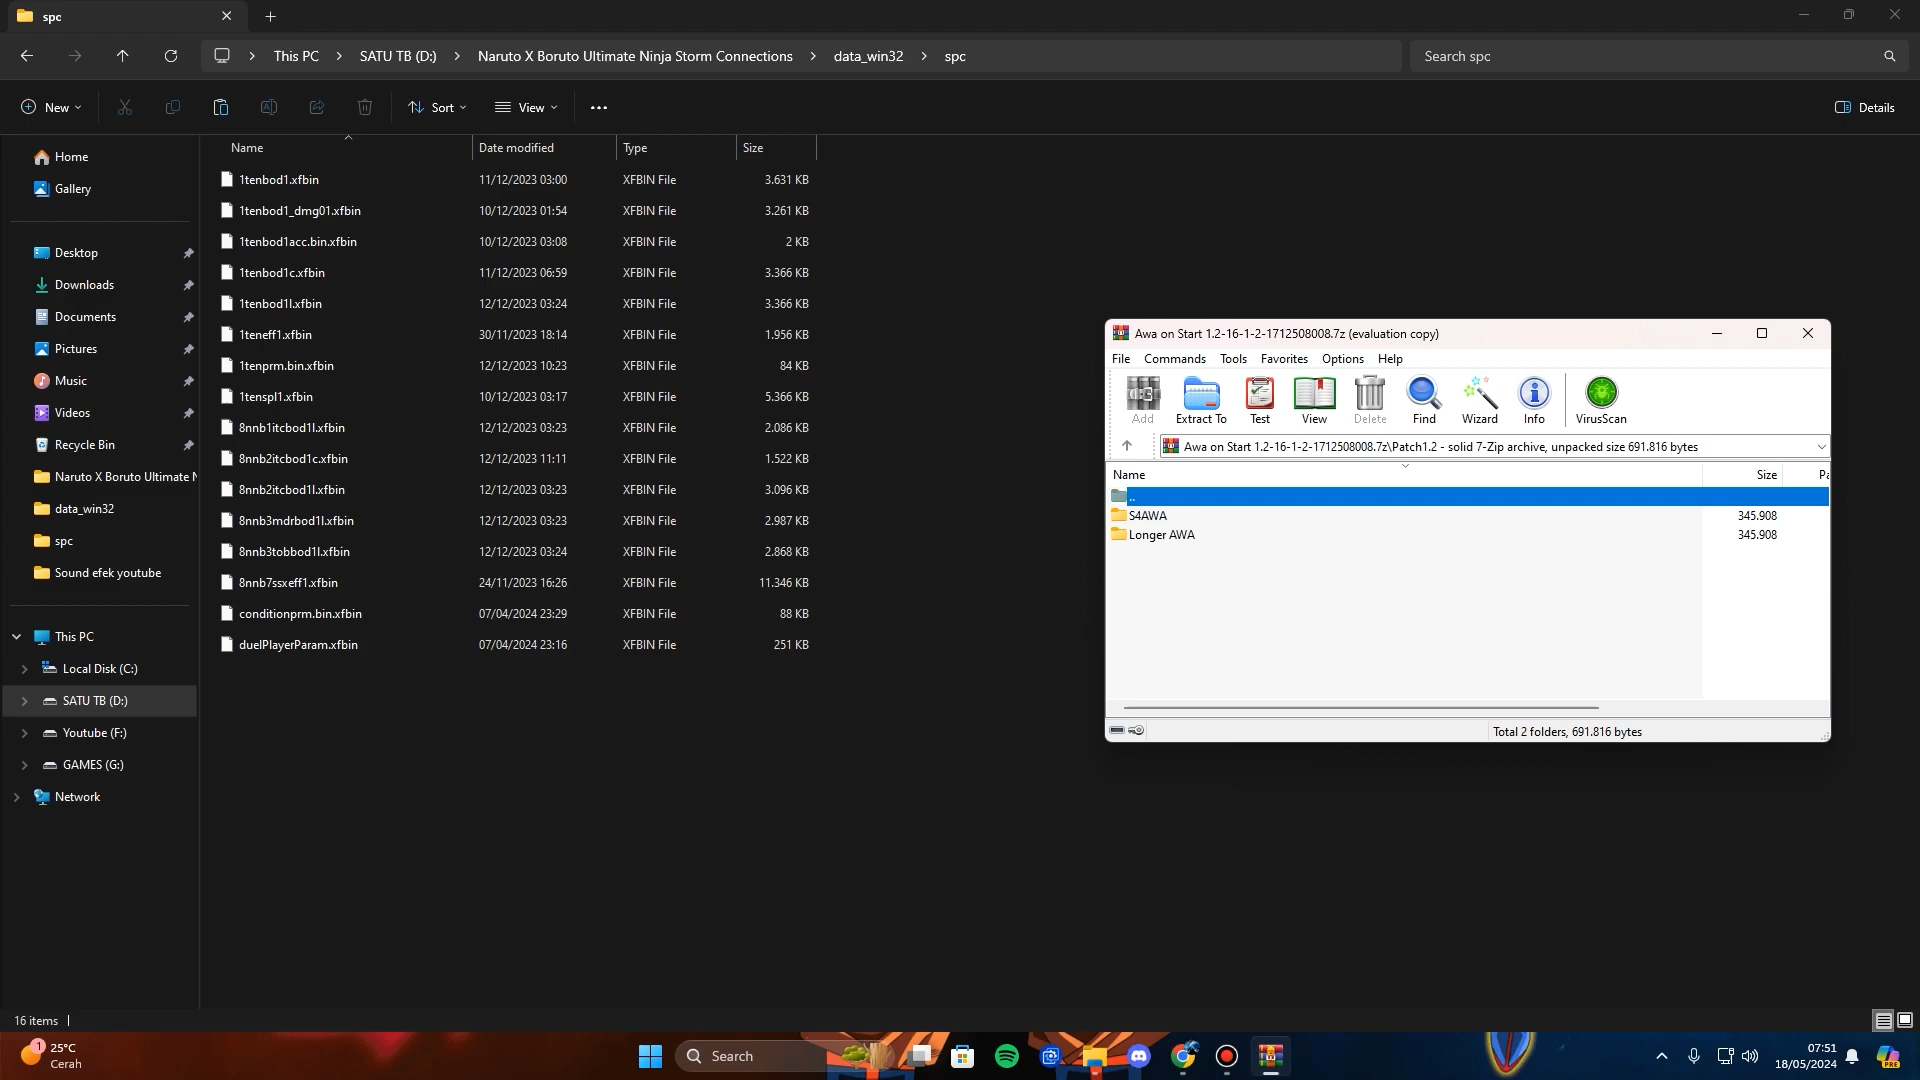 spc
This PC
SATU TB (D:)
Naruto X Boruto Ultimate Ninja Storm Connections
data_win32
spc
Search spc
New
Sort
View
Details
Home
Gallery
Desktop
Downloads
Documents
Pictures
Music
Videos
Recycle Bin
Naruto X Boruto Ultimate N
data_win32
spc
Sound efek youtube
This PC
Local Disk (C:)
SATU TB (D:)
Youtube (F:)
GAMES (G:)
Network
Name Date modified Type Size
1tenbod1.xfbin 11/12/2023 03:00 XFBIN File 3.631 KB
1tenbod1_dmg01.xfbin 10/12/2023 01:54 XFBIN File 3.261 KB
1tenbod1acc.bin.xfbin 10/12/2023 03:08 XFBIN File 2 KB
1tenbod1c.xfbin 11/12/2023 06:59 XFBIN File 3.366 KB
1tenbod1l.xfbin 12/12/2023 03:24 XFBIN File 3.366 KB
1teneff1.xfbin 30/11/2023 18:14 XFBIN File 1.956 KB
1tenprm.bin.xfbin 12/12/2023 10:23 XFBIN File 84 KB
1tenspl1.xfbin 10/12/2023 03:17 XFBIN File 5.366 KB
8nnb1itcbod1l.xfbin 12/12/2023 03:23 XFBIN File 2.086 KB
8nnb2itcbod1c.xfbin 12/12/2023 11:11 XFBIN File 1.522 KB
8nnb2itcbod1l.xfbin 12/12/2023 03:23 XFBIN File 3.096 KB
8nnb3mdrbod1l.xfbin 12/12/2023 03:23 XFBIN File 2.987 KB
8nnb3tobbod1l.xfbin 12/12/2023 03:24 XFBIN File 2.868 KB
8nnb7ssxeff1.xfbin 24/11/2023 16:26 XFBIN File 11.346 KB
conditionprm.bin.xfbin 07/04/2024 23:29 XFBIN File 88 KB
duelPlayerParam.xfbin 07/04/2024 23:16 XFBIN File 251 KB
Awa on Start 1.2-16-1-2-1712508008.7z (evaluation copy)
File Commands Tools Favorites Options Help
Add Extract To Test View Delete Find Wizard Info VirusScan
Awa on Start 1.2-16-1-2-1712508008.7z\Patch1.2 - solid 7-Zip archive, unpacked size 691.816 bytes
Name Size Pa
..
S4AWA 345.908
Longer AWA 345.908
Total 2 folders, 691.816 bytes
16 items
1
25°C
Cerah
Search
07:51
18/05/2024
PRE